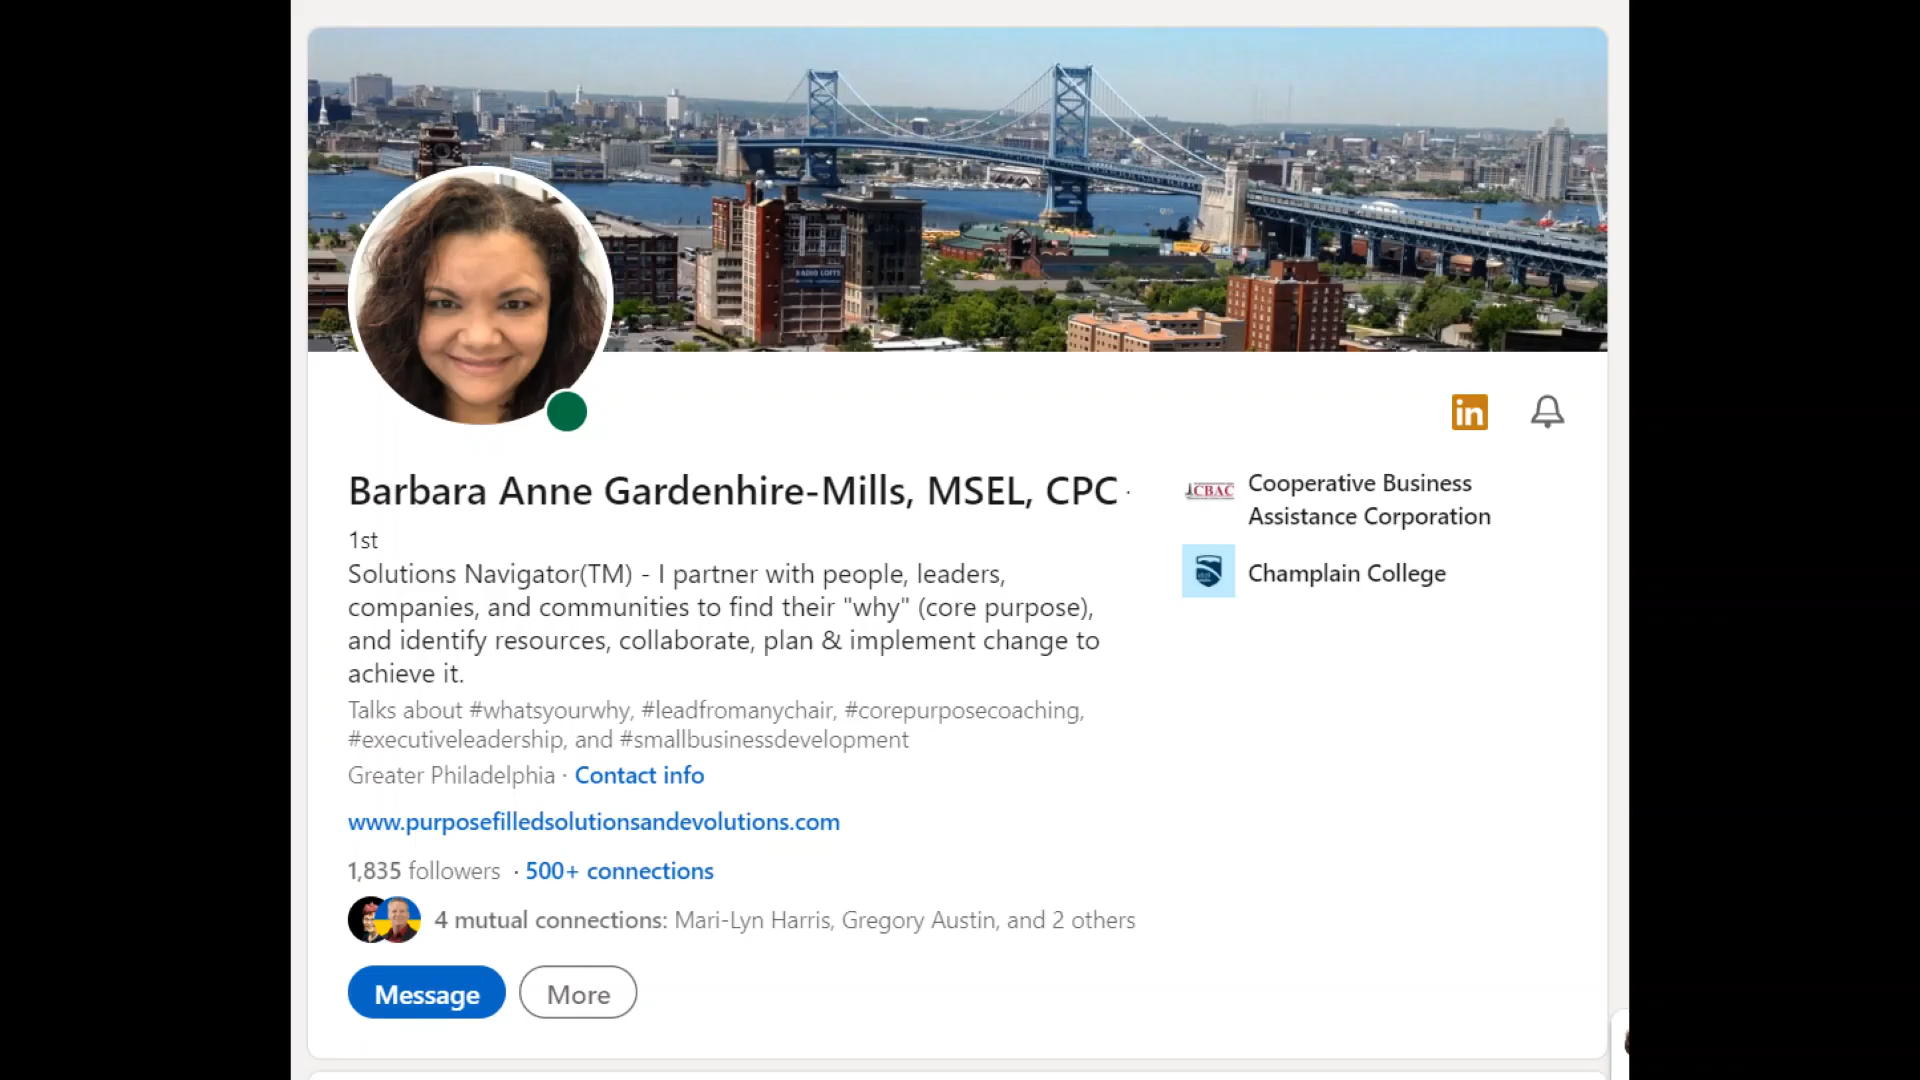 RADIO LOFTS
in
Barbara Anne Gardenhire-Mills, MSEL, CPC ·
1st
Solutions Navigator(TM) - I partner with people, leaders,
companies, and communities to find their "why" (core purpose),
and identify resources, collaborate, plan & implement change to
achieve it.
Talks about #whatsyourwhy, #leadfromanychair, #corepurposecoaching,
#executiveleadership, and #smallbusinessdevelopment
Greater Philadelphia · Contact info
www.purposefilledsolutionsandevolutions.com
1,835 followers · 500+ connections
4 mutual connections: Mari-Lyn Harris, Gregory Austin, and 2 others
Message
More
CBAC
Cooperative Business
Assistance Corporation
Champlain College